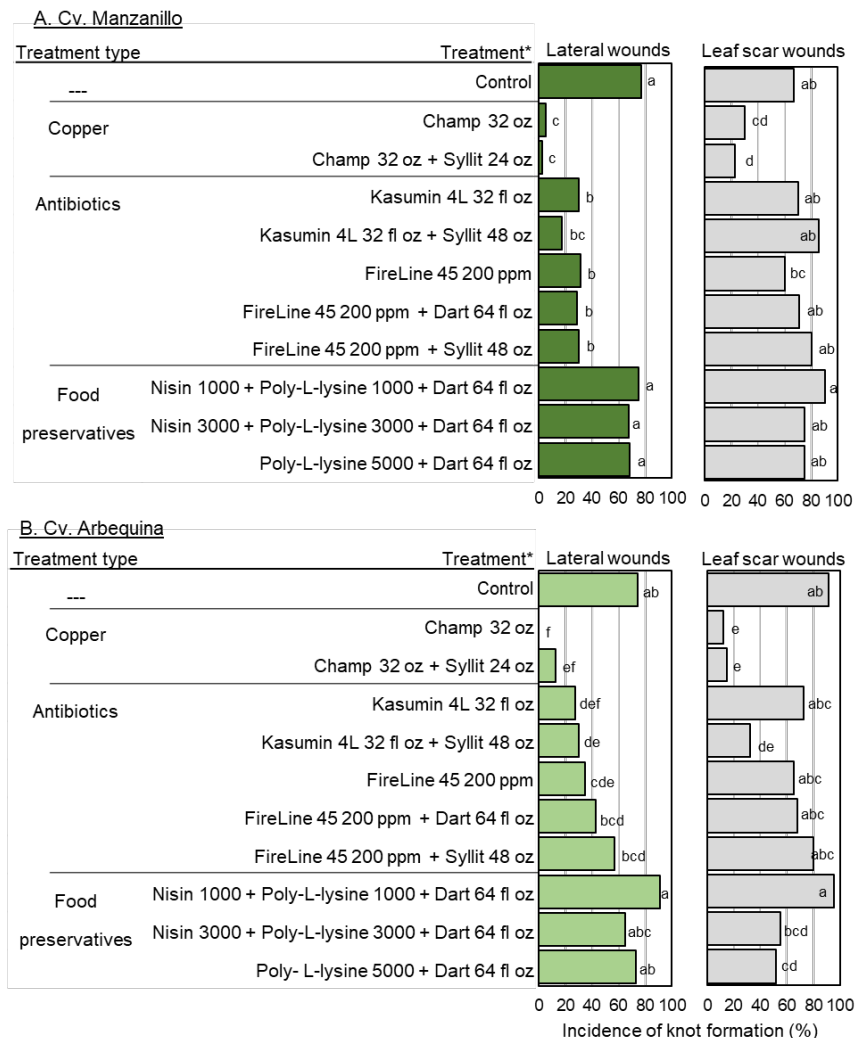 A. Cv. Manzanillo
Treatment type Treatment* Lateral wounds Leaf scar wounds
--- Control a ab
Copper Champ 32 oz c cd
Champ 32 oz + Syllit 24 oz c d
Antibiotics Kasumin 4L 32 fl oz b ab
Kasumin 4L 32 fl oz + Syllit 48 oz bc ab
FireLine 45 200 ppm b bc
FireLine 45 200 ppm + Dart 64 fl oz b ab
FireLine 45 200 ppm + Syllit 48 oz b ab
Food preservatives Nisin 1000 + Poly-L-lysine 1000 + Dart 64 fl oz a a
Nisin 3000 + Poly-L-lysine 3000 + Dart 64 fl oz a ab
Poly-L-lysine 5000 + Dart 64 fl oz a ab
0 20 40 60 80 100 0 20 40 60 80 100
B. Cv. Arbequina
Treatment type Treatment* Lateral wounds Leaf scar wounds
--- Control ab ab
Copper Champ 32 oz f e
Champ 32 oz + Syllit 24 oz ef e
Antibiotics Kasumin 4L 32 fl oz def abc
Kasumin 4L 32 fl oz + Syllit 48 oz de de
FireLine 45 200 ppm cde abc
FireLine 45 200 ppm + Dart 64 fl oz bcd abc
FireLine 45 200 ppm + Syllit 48 oz bcd abc
Food preservatives Nisin 1000 + Poly-L-lysine 1000 + Dart 64 fl oz a a
Nisin 3000 + Poly-L-lysine 3000 + Dart 64 fl oz abc bcd
Poly- L-lysine 5000 + Dart 64 fl oz ab cd
0 20 40 60 80 100 0 20 40 60 80 100
Incidence of knot formation (%)